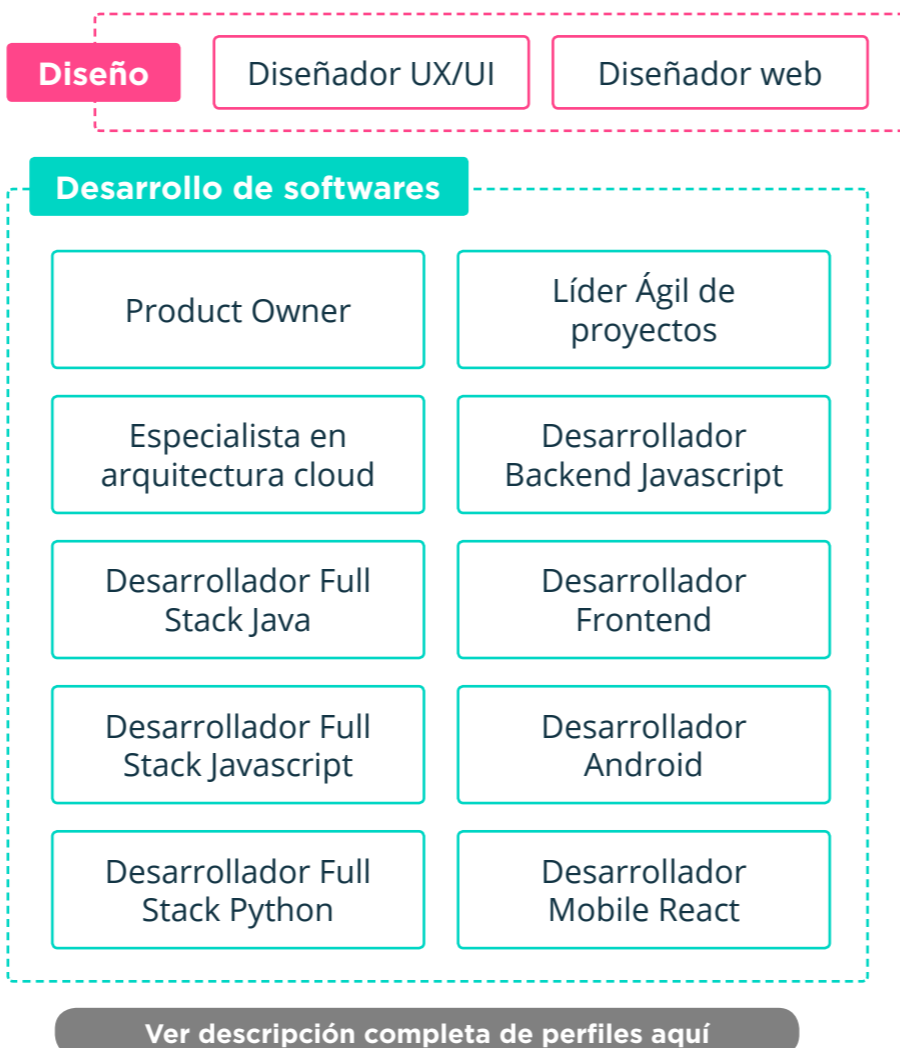 Diseño
Diseñador UX/UI
Diseñador web
Desarrollo de softwares
Product Owner
Líder Ágil de
proyectos
Especialista en
arquitectura cloud
Desarrollador
Backend Javascript
Desarrollador Full
Stack Java
Desarrollador
Frontend
Desarrollador Full
Stack Javascript
Desarrollador
Android
Desarrollador Full
Stack Python
Desarrollador
Mobile React
Ver descripción completa de perfiles aquí